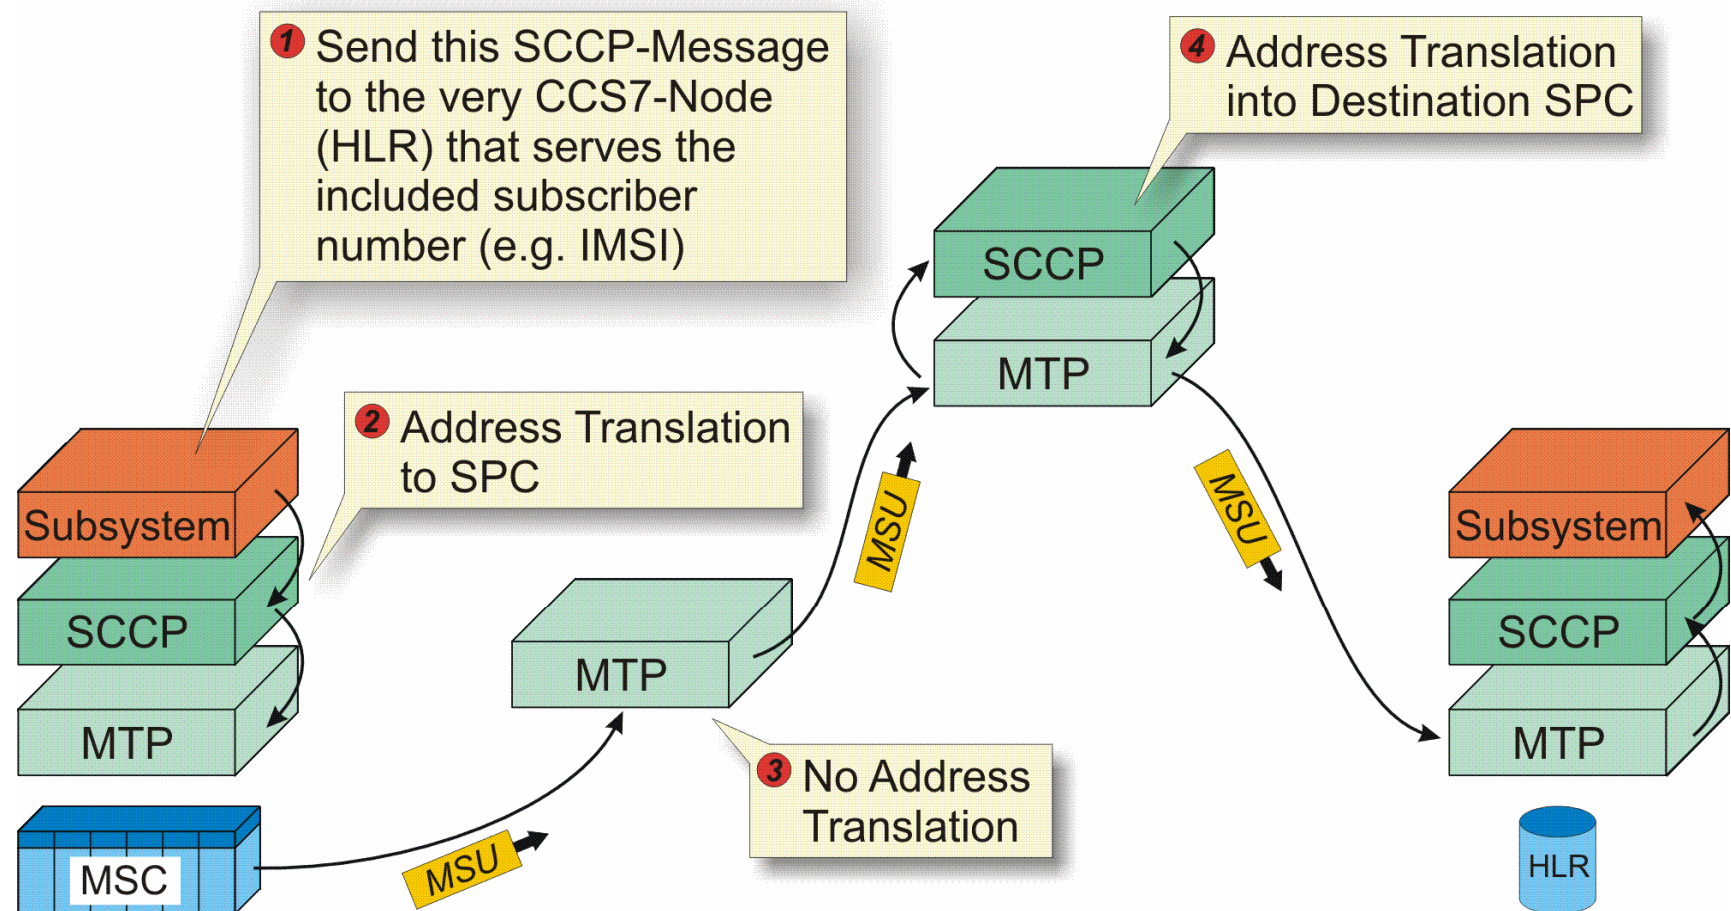 1 Send this SCCP-Message
to the very CCS7-Node
(HLR) that serves the
included subscriber
number (e.g. IMSI)
4 Address Translation
into Destination SPC
SCCP
MTP
2 Address Translation
to SPC
Subsystem
SCCP
MTP
MSC
MSU
MTP
3 No Address
Translation
MSU
MSU
Subsystem
SCCP
MTP
HLR